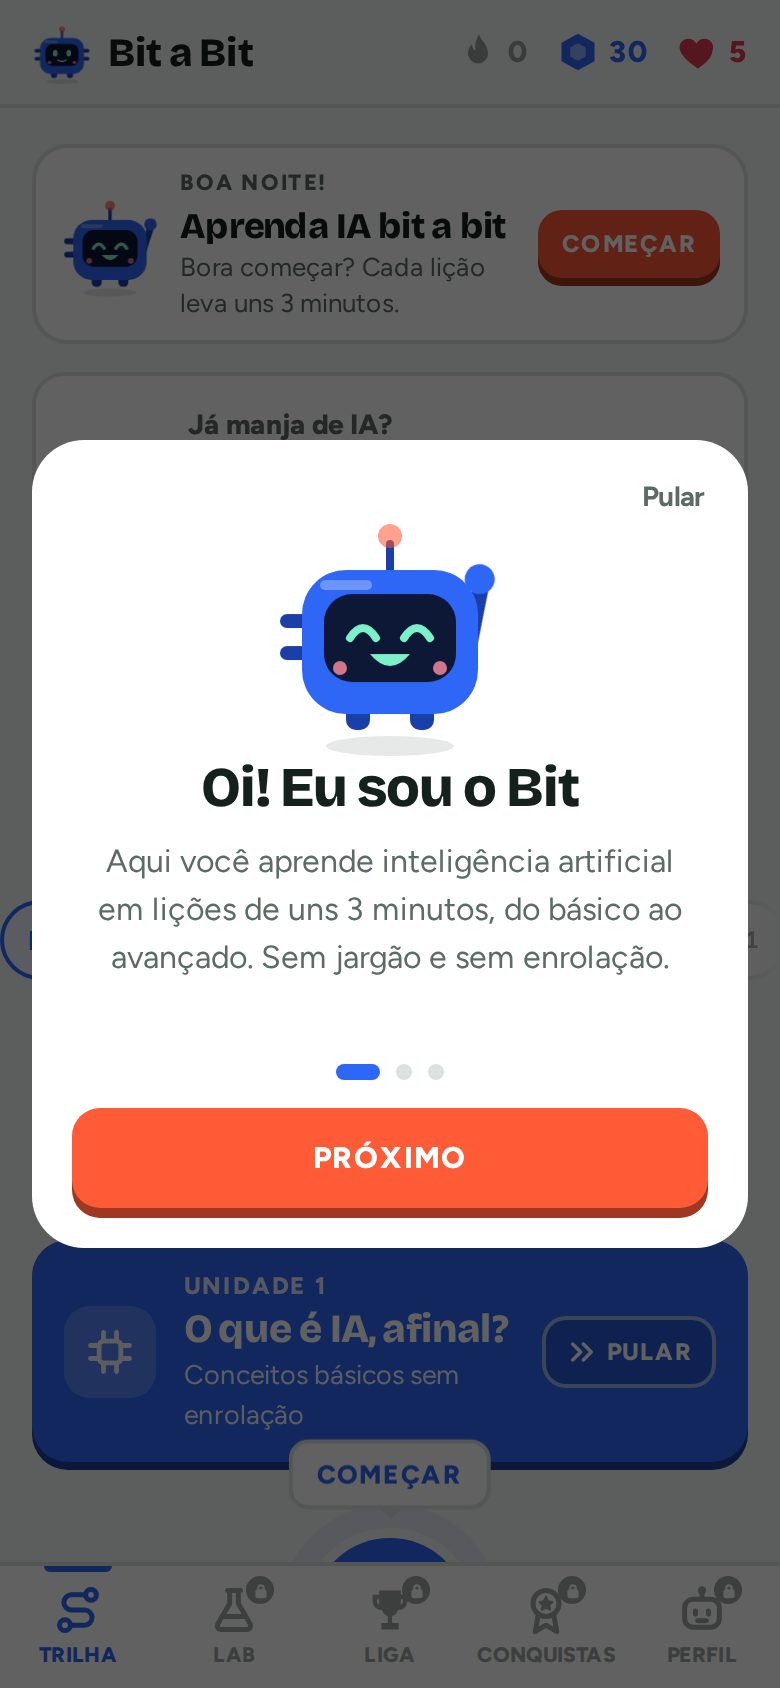 Bit a Bit
0
30
5
BOA NOITE!
Aprenda IA bit a bit
Bora começar? Cada lição
leva uns 3 minutos.
COMEÇAR
Já manja de IA?
Pular
Oi! Eu sou o Bit
Aqui você aprende inteligência artificial
em lições de uns 3 minutos, do básico ao
avançado. Sem jargão e sem enrolação.
1
PRÓXIMO
UNIDADE 1
O que é IA, afinal?
Conceitos básicos sem
enrolação
PULAR
COMEÇAR
TRILHA
LAB
LIGA
CONQUISTAS
PERFIL